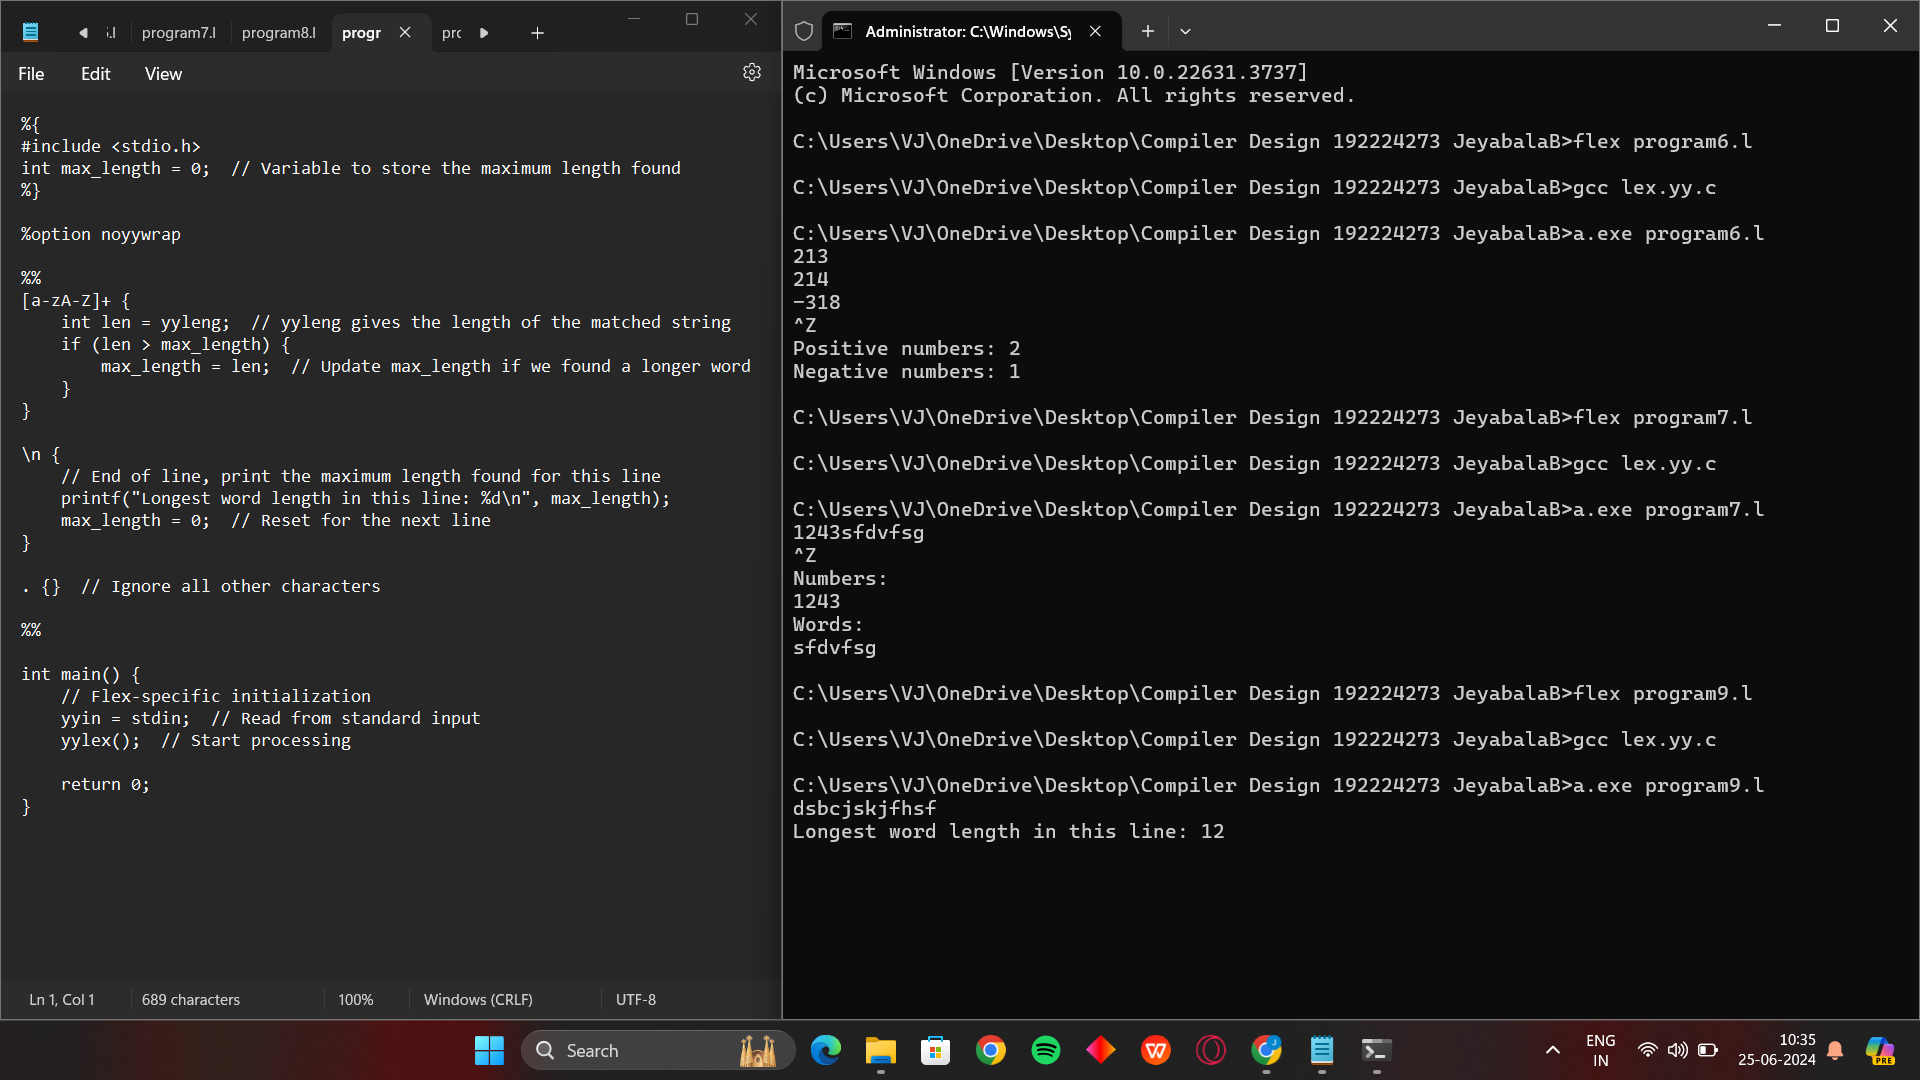 .l
program7.l
program8.l
progr
File
Edit
View
%{
#include <stdio.h>
int max_length = 0;  // Variable to store the maximum length found
%}
%option noyywrap
%%
[a-zA-Z]+ {
    int len = yyleng;  // yyleng gives the length of the matched string
    if (len > max_length) {
        max_length = len;  // Update max_length if we found a longer word
    }
}
\n {
    // End of line, print the maximum length found for this line
    printf("Longest word length in this line: %d\n", max_length);
    max_length = 0;  // Reset for the next line
}
. {}  // Ignore all other characters
%%
int main() {
    // Flex-specific initialization
    yyin = stdin;  // Read from standard input
    yylex();  // Start processing
    return 0;
}
Ln 1, Col 1
689 characters
100%
Windows (CRLF)
UTF-8
Administrator: C:\Windows\Sy
Microsoft Windows [Version 10.0.22631.3737]
(c) Microsoft Corporation. All rights reserved.
C:\Users\VJ\OneDrive\Desktop\Compiler Design 192224273 JeyabalaB>flex program6.l
C:\Users\VJ\OneDrive\Desktop\Compiler Design 192224273 JeyabalaB>gcc lex.yy.c
C:\Users\VJ\OneDrive\Desktop\Compiler Design 192224273 JeyabalaB>a.exe program6.l
213
214
-318
^Z
Positive numbers: 2
Negative numbers: 1
C:\Users\VJ\OneDrive\Desktop\Compiler Design 192224273 JeyabalaB>flex program7.l
C:\Users\VJ\OneDrive\Desktop\Compiler Design 192224273 JeyabalaB>gcc lex.yy.c
C:\Users\VJ\OneDrive\Desktop\Compiler Design 192224273 JeyabalaB>a.exe program7.l
1243sfdvfsg
^Z
Numbers:
1243
Words:
sfdvfsg
C:\Users\VJ\OneDrive\Desktop\Compiler Design 192224273 JeyabalaB>flex program9.l
C:\Users\VJ\OneDrive\Desktop\Compiler Design 192224273 JeyabalaB>gcc lex.yy.c
C:\Users\VJ\OneDrive\Desktop\Compiler Design 192224273 JeyabalaB>a.exe program9.l
dsbcjskjfhsf
Longest word length in this line: 12
Search
ENG
IN
10:35
25-06-2024
PRE